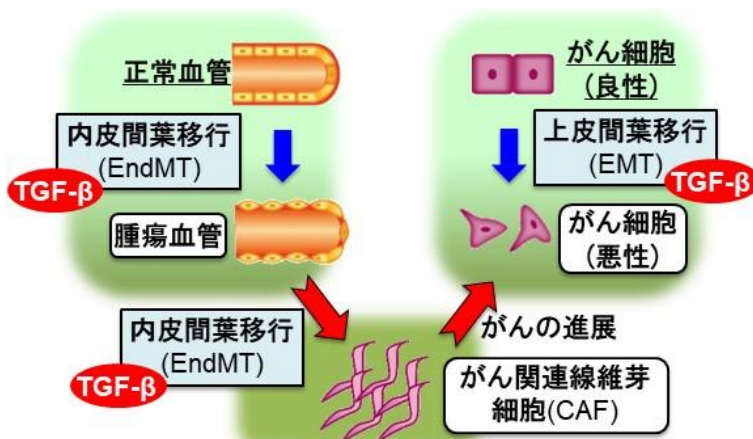 正常血管
内皮間葉移行
(EndMT)
TGF-β
腫瘍血管
がん細胞
(良性)
上皮間葉移行
(EMT)
TGF-β
がん細胞
(悪性)
内皮間葉移行
(EndMT)
TGF-β
がんの進展
がん関連線維芽
細胞(CAF)